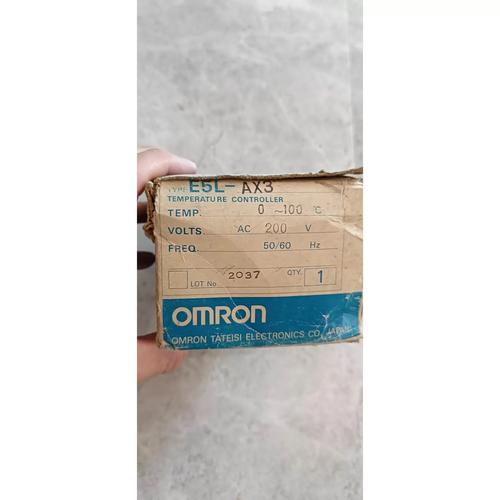 TYPE E5L-AX3
TEMPERATURE CONTROLLER
TEMP. 0 ~100 °C
VOLTS AC 200 V
FREQ. 50/60 Hz
LOT No 2037 QTY. 1
OMRON
OMRON TATEISI ELECTRONICS CO. JAPAN